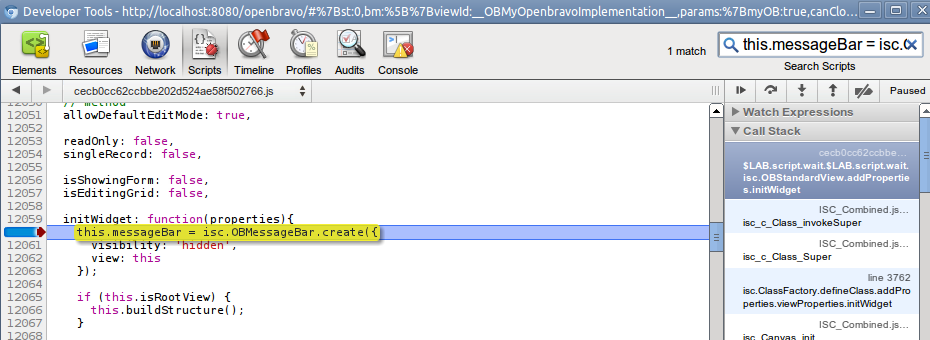 Developer Tools - http://localhost:8080/openbravo/#%7Bst:0,bm:%5B%7BviewId:__OBMyOpenbravoImplementation__,params:%7BmyOB:true,canClo...
Elements
Resources
Network
Scripts
Timeline
Profiles
Audits
Console
1 match
this.messageBar = isc.
Search Scripts
cecb0cc62ccbbe202d524ae58f502766.js
Paused
12050 // method
12051 allowDefaultEditMode: true,
12052
12053 readOnly: false,
12054 singleRecord: false,
12055
12056 isShowingForm: false,
12057 isEditingGrid: false,
12058
12059 initWidget: function(properties){
this.messageBar = isc.OBMessageBar.create({
12061 visibility: 'hidden',
12062 view: this
12063 });
12064
12065 if (this.isRootView) {
12066 this.buildStructure();
12067 }
12068
Watch Expressions
Call Stack
cecb0cc62ccbbe...
$LAB.script.wait.$LAB.script.wait.
isc.OBStandardView.addProperties
.initWidget
ISC_Combined.js...
isc_c_Class_invokeSuper
ISC_Combined.js...
isc_c_Class_Super
line 3762
isc.ClassFactory.defineClass.addPro
perties.viewProperties.initWidget
ISC_Combined.js...
isc_Canvas_init